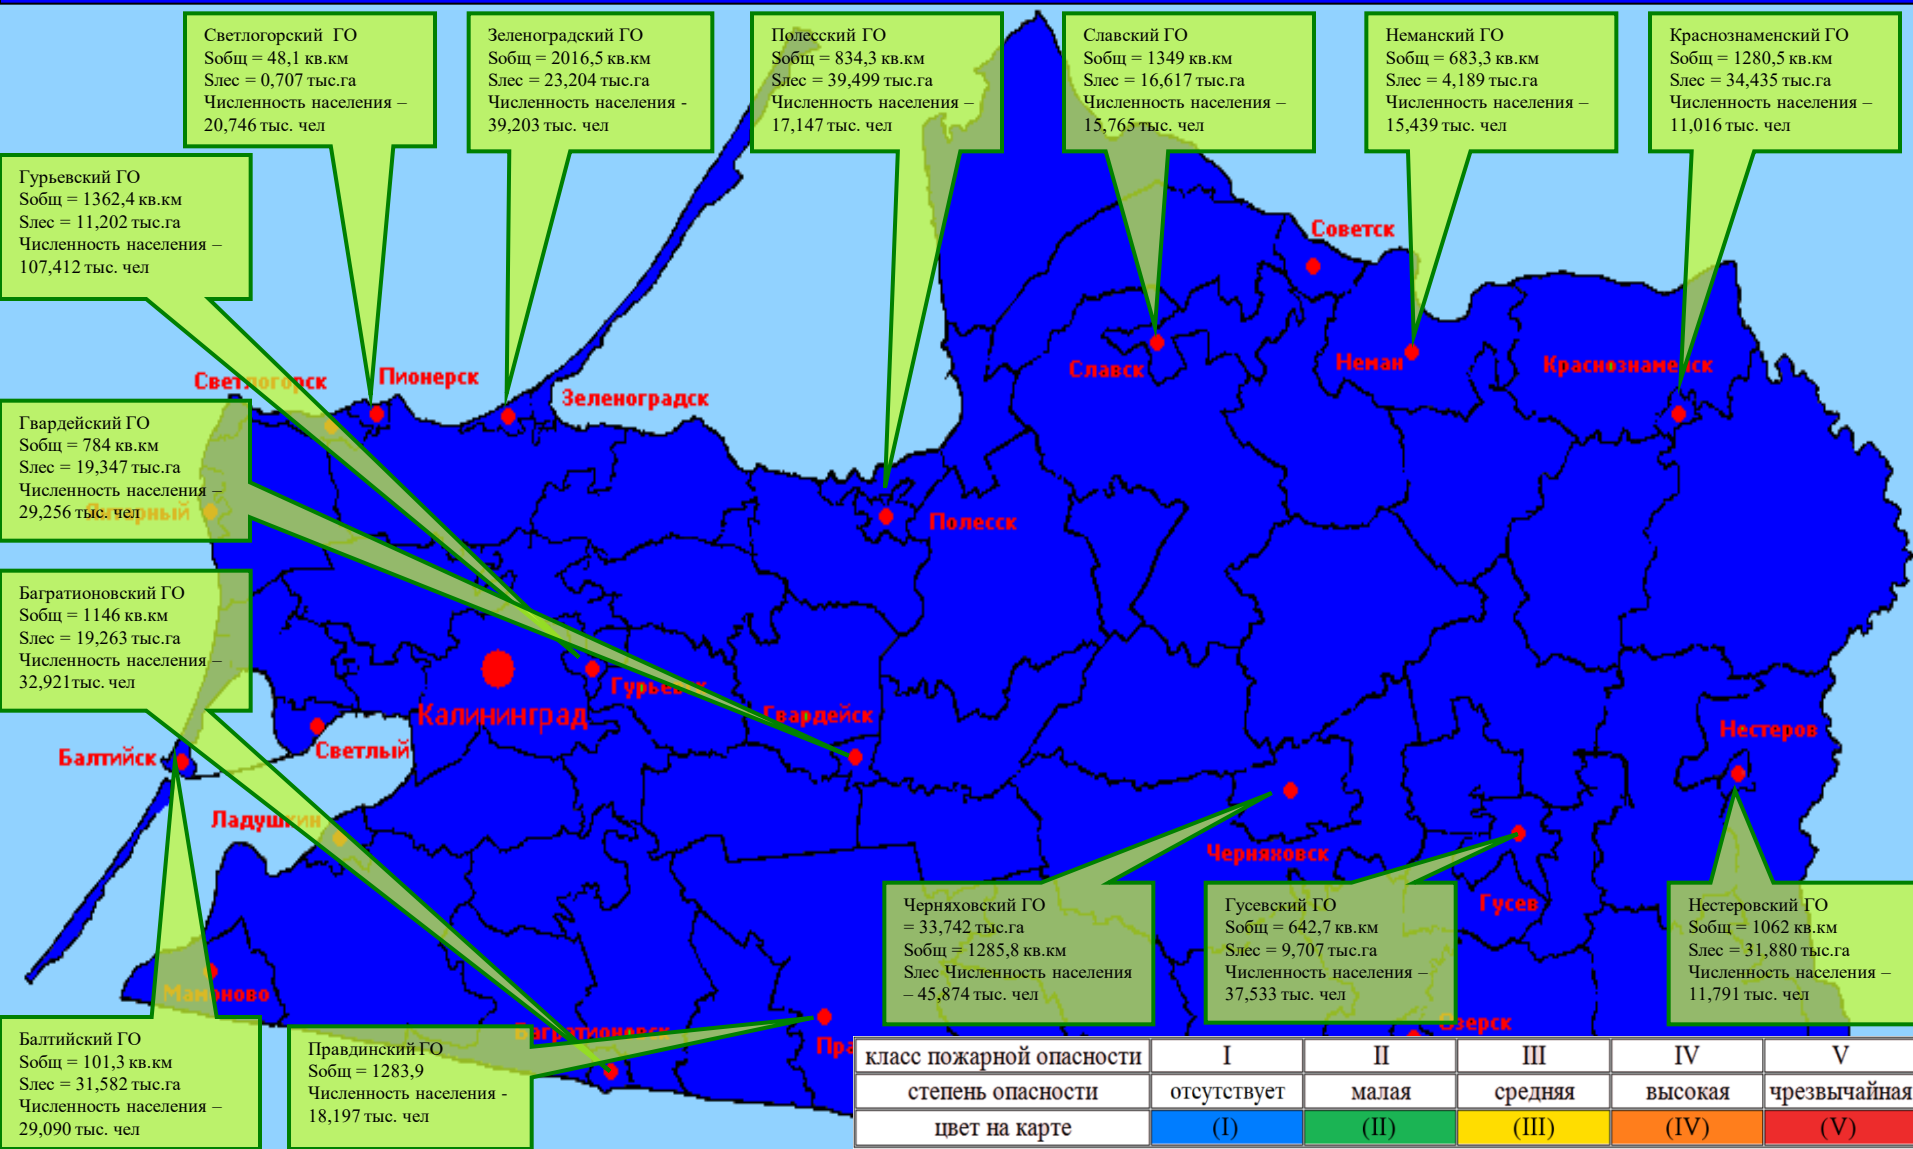 Светлогорский ГО
Sобщ = 48,1 кв.км
Sлес = 0,707 тыс.га
Численность населения –
20,746 тыс. чел
Зеленоградский ГО
Sобщ = 2016,5 кв.км
Sлес = 23,204 тыс.га
Численность населения -
39,203 тыс. чел
Полесский ГО
Sобщ = 834,3 кв.км
Sлес = 39,499 тыс.га
Численность населения –
17,147 тыс. чел
Славский ГО
Sобщ = 1349 кв.км
Sлес = 16,617 тыс.га
Численность населения –
15,765 тыс. чел
Неманский ГО
Sобщ = 683,3 кв.км
Sлес = 4,189 тыс.га
Численность населения –
15,439 тыс. чел
Краснознаменский ГО
Sобщ = 1280,5 кв.км
Sлес = 34,435 тыс.га
Численность населения –
11,016 тыс. чел
Гурьевский ГО
Sобщ = 1362,4 кв.км
Sлес = 11,202 тыс.га
Численность населения –
107,412 тыс. чел
Советск
Светлогорск
Пионерск
Зеленоградск
Славск
Неман
Краснознаменск
Гвардейский ГО
Sобщ = 784 кв.км
Sлес = 19,347 тыс.га
Численность населения –
29,256 тыс. чел
Янтарный
Полесск
Багратионовский ГО
Sобщ = 1146 кв.км
Sлес = 19,263 тыс.га
Численность населения –
32,921тыс. чел
Гурьевск
Калининград
Гвардейск
Нестеров
Балтийск
Светлый
Ладушкин
Черняховск
Гусев
Черняховский ГО
= 33,742 тыс.га
Sобщ = 1285,8 кв.км
Sлес Численность населения
– 45,874 тыс. чел
Гусевский ГО
Sобщ = 642,7 кв.км
Sлес = 9,707 тыс.га
Численность населения –
37,533 тыс. чел
Нестеровский ГО
Sобщ = 1062 кв.км
Sлес = 31,880 тыс.га
Численность населения –
11,791 тыс. чел
Мамоново
Багратионовск
Озерск
Пра
Балтийский ГО
Sобщ = 101,3 кв.км
Sлес = 31,582 тыс.га
Численность населения –
29,090 тыс. чел
Правдинский ГО
Sобщ = 1283,9
Численность населения -
18,197 тыс. чел
класс пожарной опасности I II III IV V
степень опасности отсутствует малая средняя высокая чрезвычайная
цвет на карте (I) (II) (III) (IV) (V)